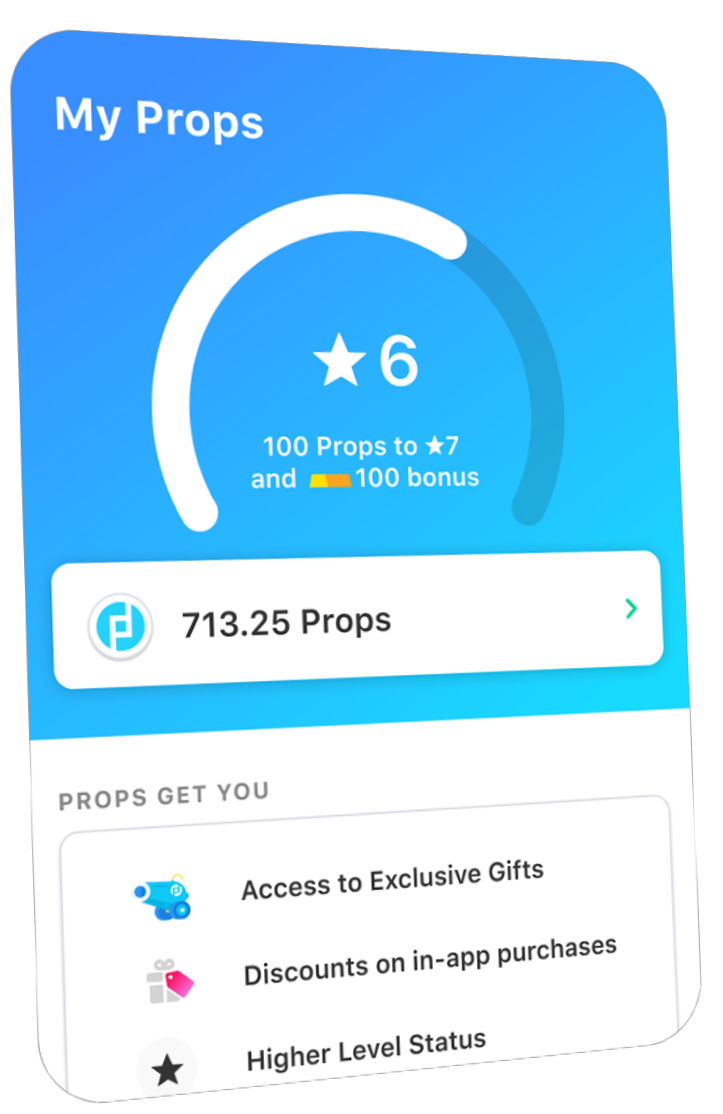 My Props
★ 6
100 Props to ★7
and 100 bonus
713.25 Props
PROPS GET YOU
Access to Exclusive Gifts
Discounts on in-app purchases
Higher Level Status